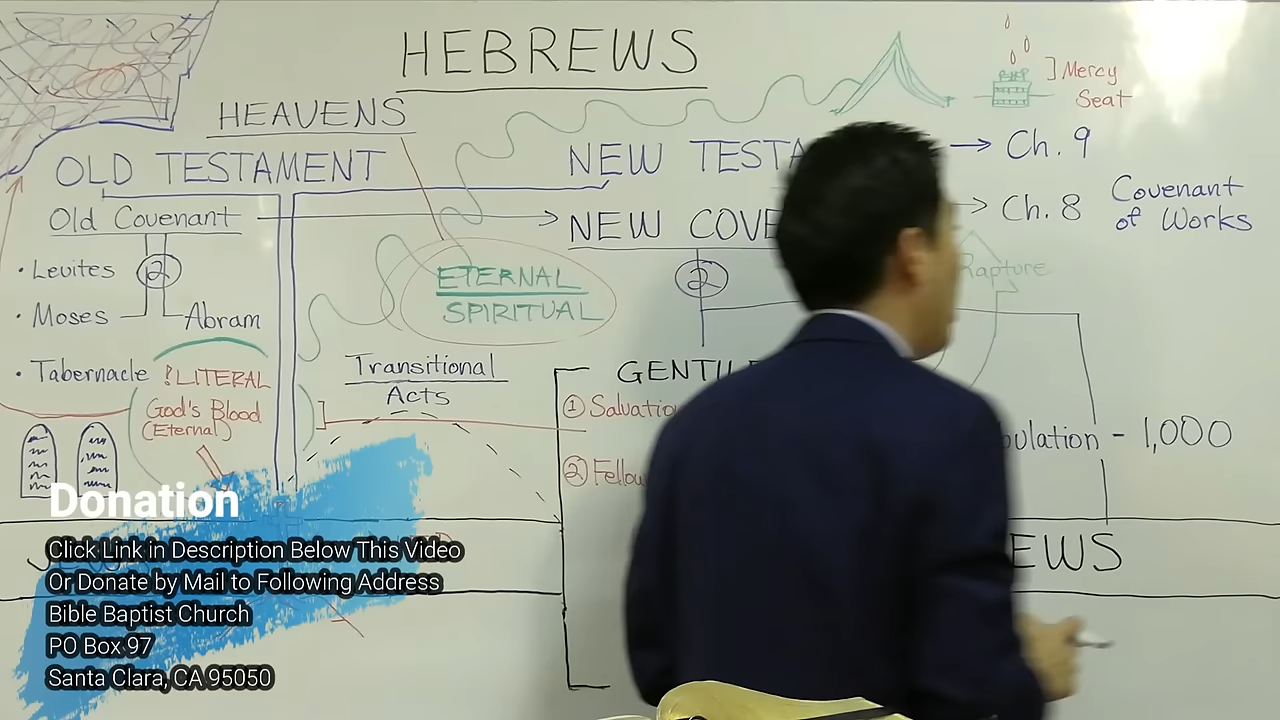 HEBREWS
] Mercy
Seat
HEAVENS
OLD TESTAMENT
NEW TESTA
→ Ch. 9
Old Covenant
NEW COVE
→ Ch. 8
Covenant
of Works
• Levites
②
ETERNAL
SPIRITUAL
②
Rapture
• Moses
Abram
• Tabernacle
! LITERAL
God's Blood
(Eternal)
Transitional
Acts
GENTILE
① Salvatio
② Fellow
ulation - 1,000
EWS
Donation
Click Link in Description Below This Video
Or Donate by Mail to Following Address
Bible Baptist Church
PO Box 97
Santa Clara, CA 95050